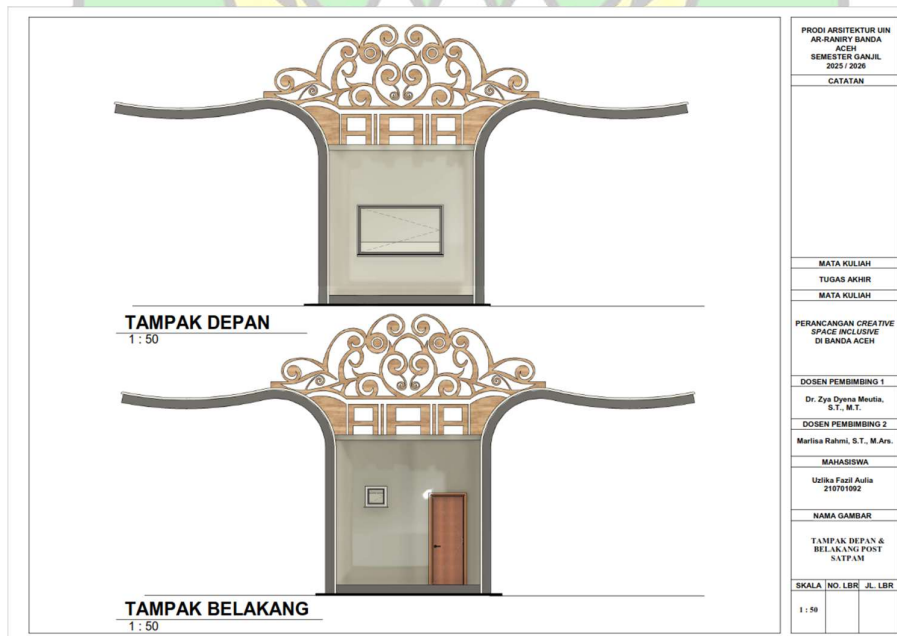 TAMPAK DEPAN
1 : 50
TAMPAK BELAKANG
1 : 50
PRODI ARSITEKTUR UIN
AR-RANIRY BANDA
ACEH
SEMESTER GANJIL
2025 / 2026
CATATAN
MATA KULIAH
TUGAS AKHIR
MATA KULIAH
PERANCANGAN CREATIVE
SPACE INCLUSIVE
DI BANDA ACEH
DOSEN PEMBIMBING 1
Dr. Zya Dyena Meutia,
S.T., M.T.
DOSEN PEMBIMBING 2
Marlisa Rahmi, S.T., M.Ars.
MAHASISWA
Uzlika Fazil Aulia
210701092
NAMA GAMBAR
TAMPAK DEPAN &
BELAKANG POST
SATPAM
SKALA NO. LBR JL. LBR
1 : 50